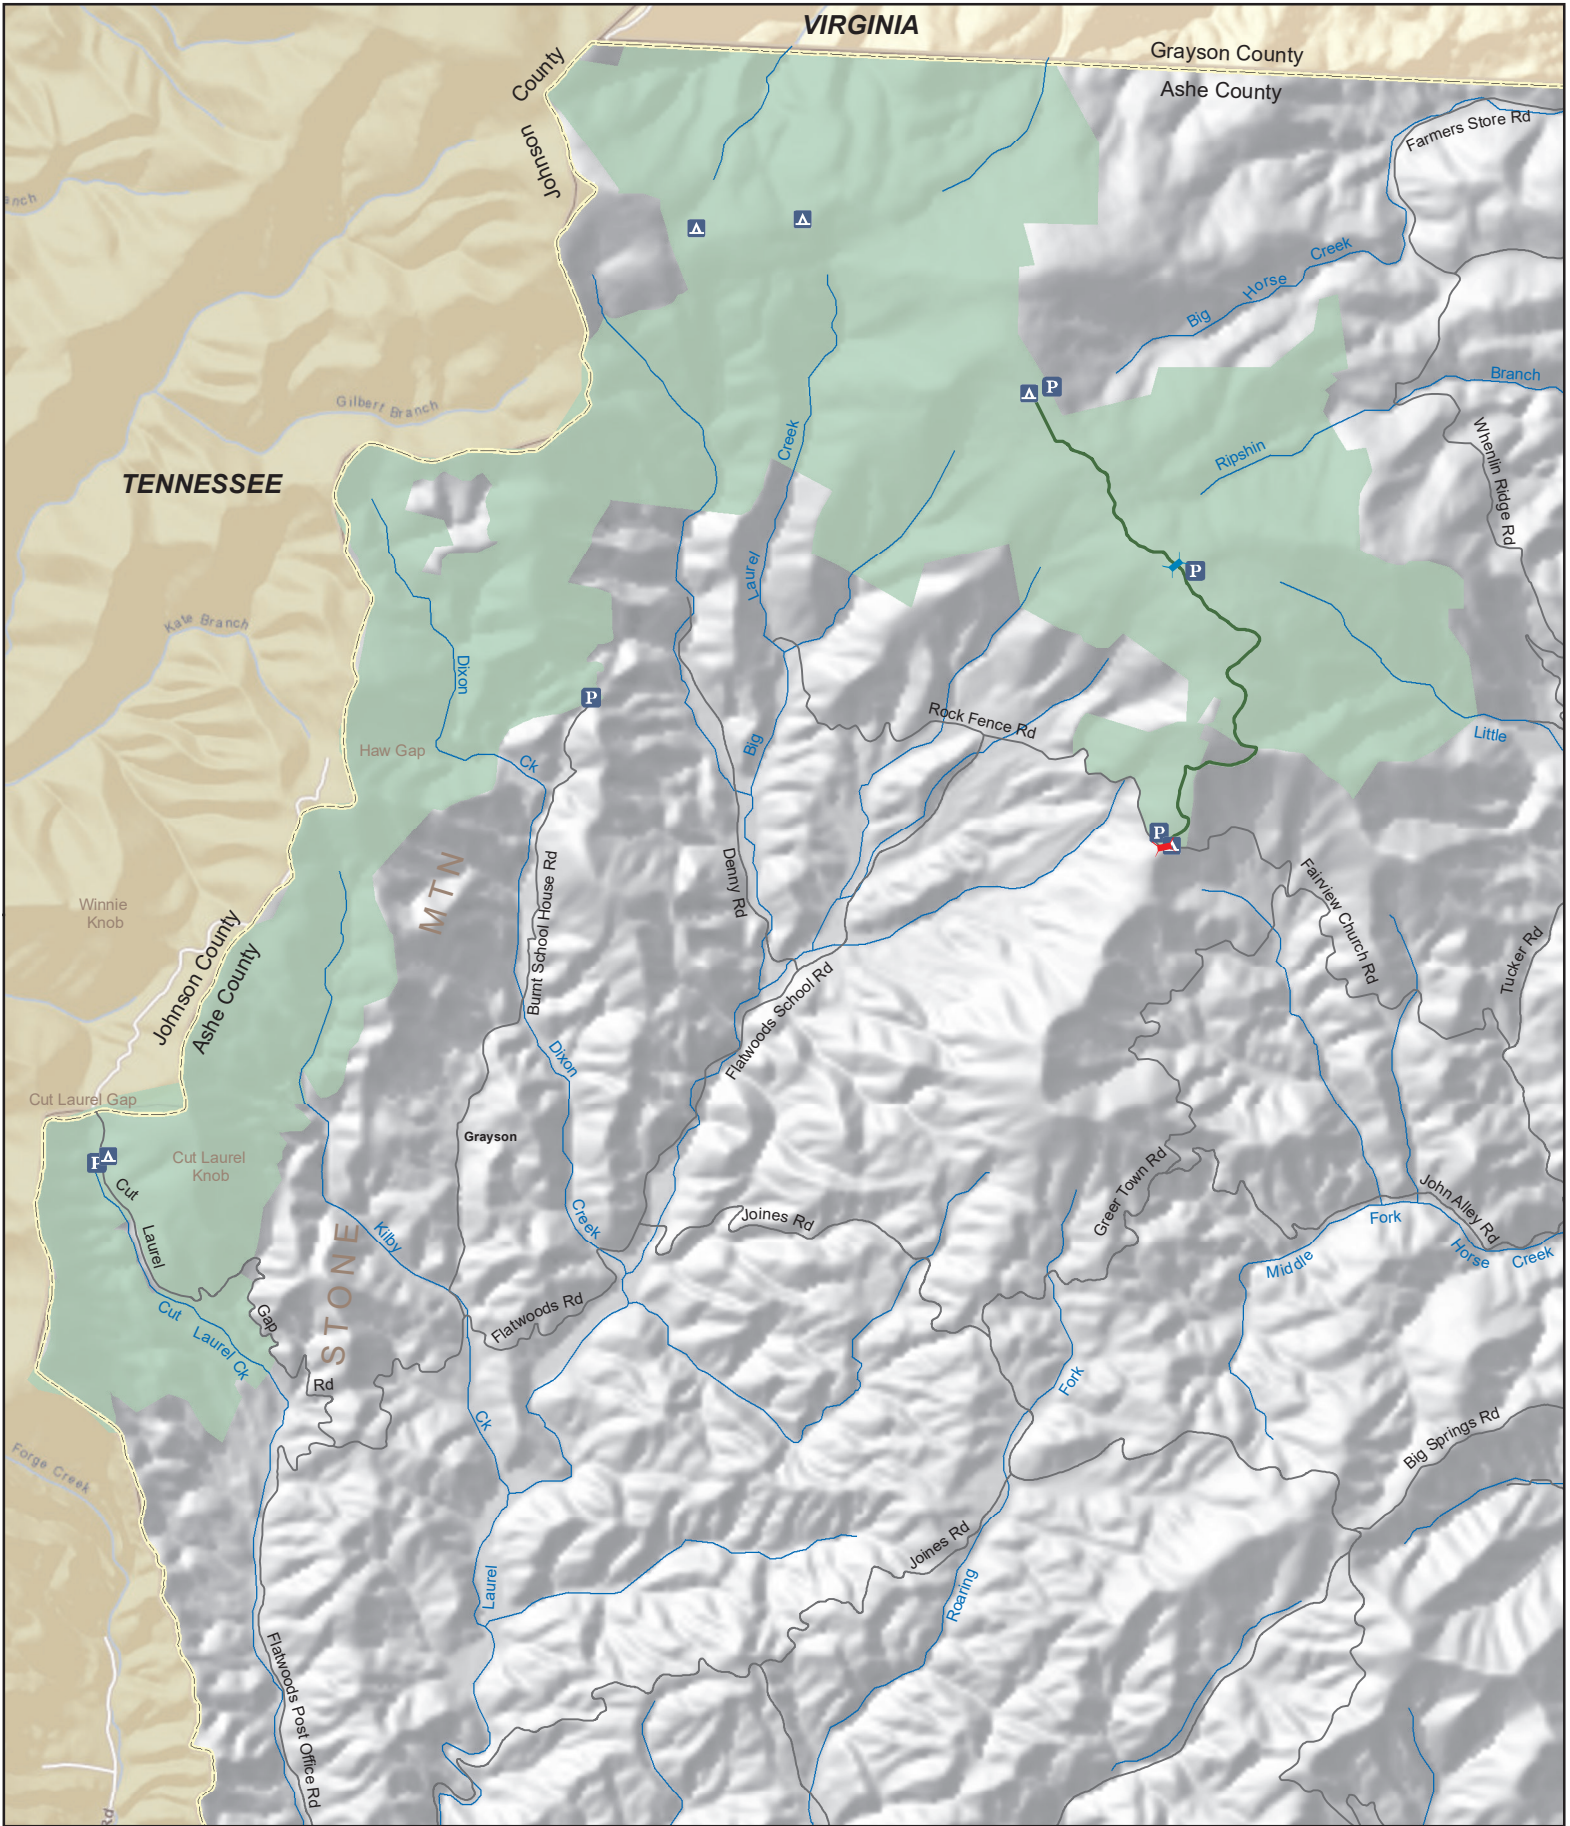 VIRGINIA
Grayson County
Ashe County
County
Johnson
Farmers Store Rd
Big Horse Creek
Branch
Ripshin
Whenlin Ridge Rd
Gilbert Branch
TENNESSEE
Creek
Laurel
Big
Kate Branch
Dixon
Ck
Haw Gap
P
P
P
P
P
Rock Fence Rd
Little
MTN
Winnie
Knob
Burnt School House Rd
Denny Rd
Fairview Church Rd
Tucker Rd
Johnson County
Ashe County
Flatwoods School Rd
Dixon
Creek
Cut Laurel Gap
Cut Laurel
Knob
Grayson
Cut
Laurel
Gap
Rd
Kilby
Ck
Laurel
Joines Rd
Greer Town Rd
John Alley Rd
Middle
Fork
Horse
Creek
STONE
Cut
Laurel Ck
Flatwoods Rd
Fork
Roaring
Big Springs Rd
Forge Creek
Joines Rd
Flatwoods Post Office Rd
Rd